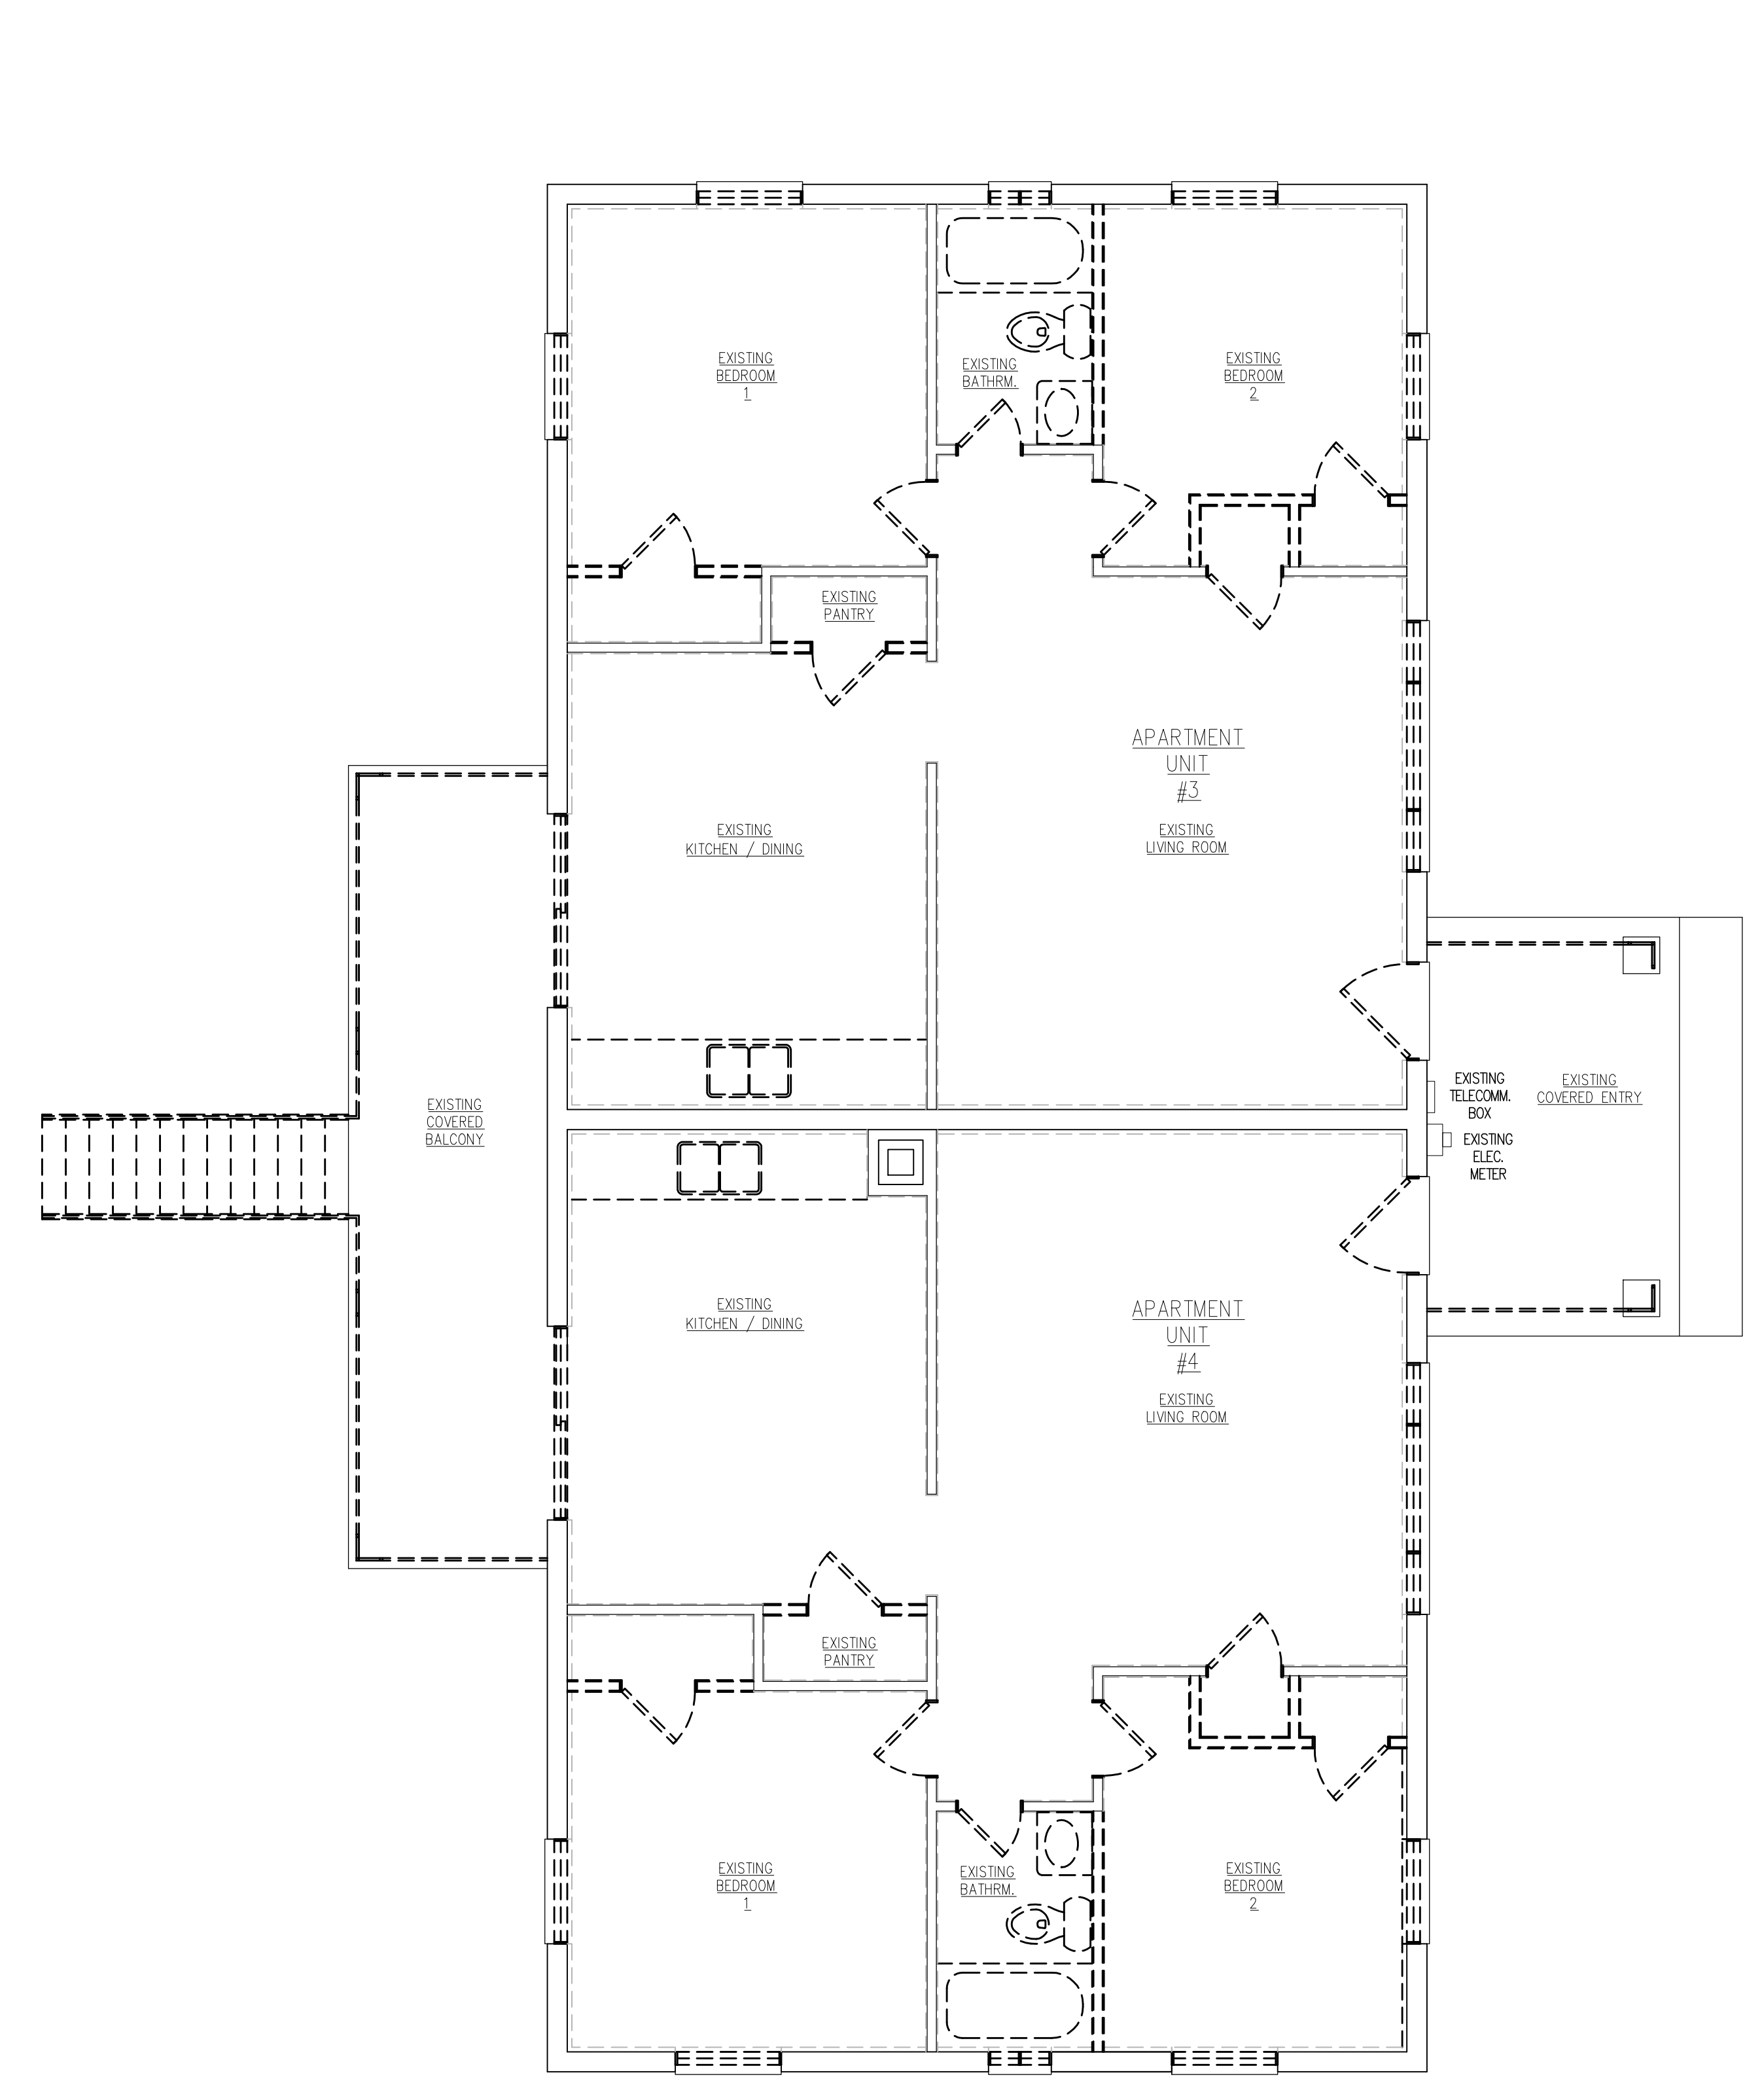 EXISTING
BEDROOM
1
EXISTING
BATHRM.
EXISTING
BEDROOM
2
EXISTING
PANTRY
APARTMENT
UNIT
#3
EXISTING
KITCHEN / DINING
EXISTING
LIVING ROOM
EXISTING
COVERED
BALCONY
EXISTING
TELECOMM.
BOX
EXISTING
COVERED ENTRY
EXISTING
ELEC.
METER
EXISTING
KITCHEN / DINING
APARTMENT
UNIT
#4
EXISTING
LIVING ROOM
EXISTING
PANTRY
EXISTING
BEDROOM
1
EXISTING
BATHRM.
EXISTING
BEDROOM
2